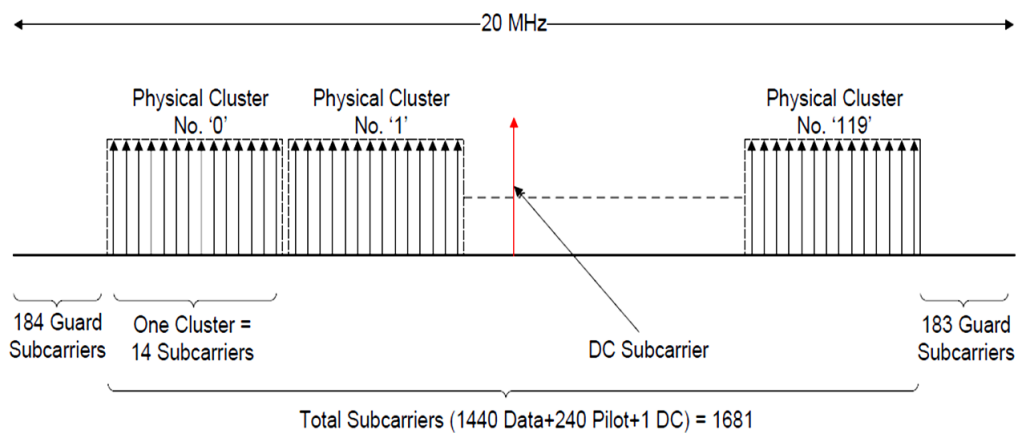 20 MHz
Physical Cluster
No. ‘0’
Physical Cluster
No. ‘1’
Physical Cluster
No. ‘119’
184 Guard
Subcarriers
One Cluster =
14 Subcarriers
DC Subcarrier
183 Guard
Subcarriers
Total Subcarriers (1440 Data+240 Pilot+1 DC) = 1681